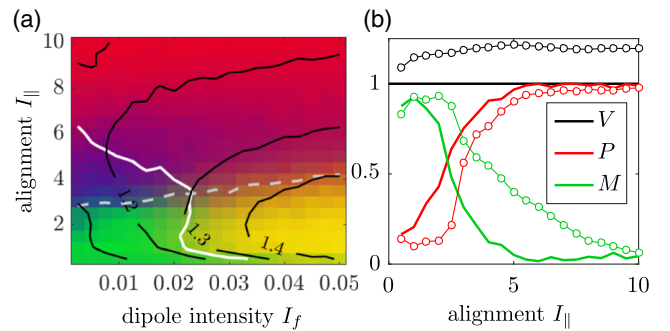 (a)
(b)
alignment I∥
10
8
6
4
2
0.01
0.02
0.03
0.04
0.05
dipole intensity I_f
1.2
1.3
1.4
1
0.5
0
V
P
M
0
5
10
alignment I∥